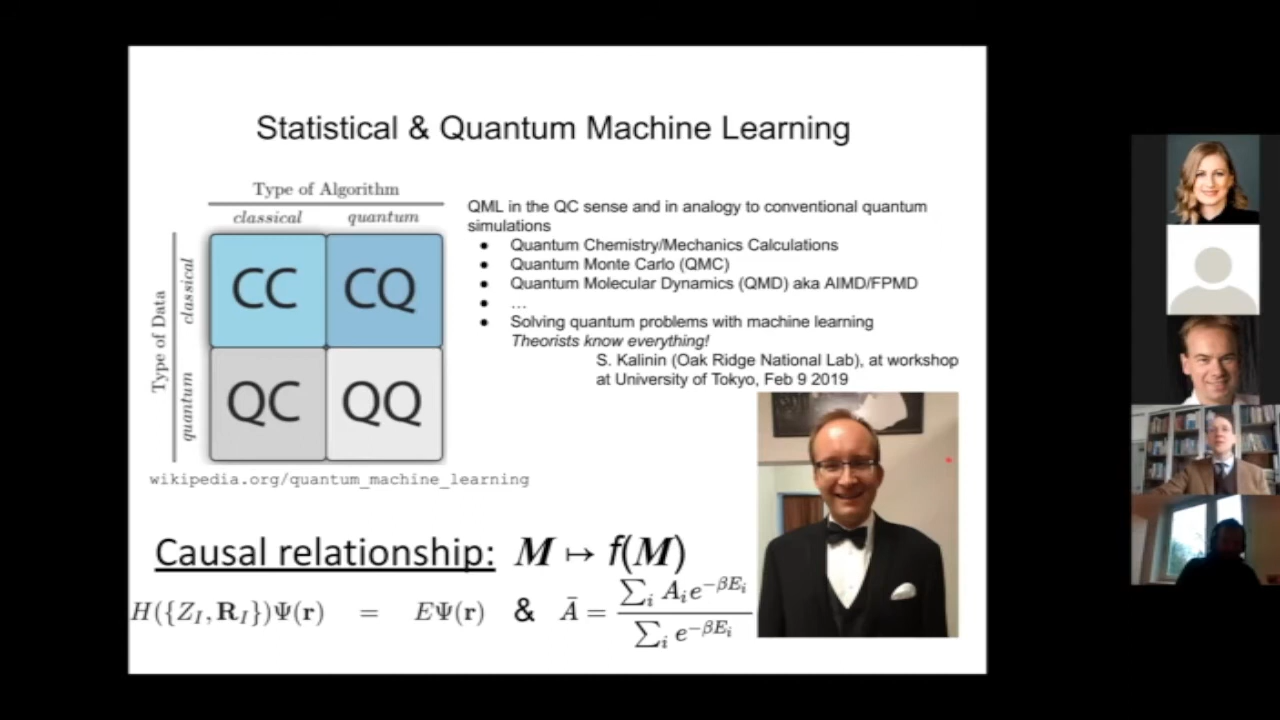 Statistical & Quantum Machine Learning
Type of Algorithm
classical quantum
Type of Data
classical
quantum
CC CQ
QC QQ
wikipedia.org/quantum_machine_learning
QML in the QC sense and in analogy to conventional quantum
simulations
● Quantum Chemistry/Mechanics Calculations
● Quantum Monte Carlo (QMC)
● Quantum Molecular Dynamics (QMD) aka AIMD/FPMD
● …
● Solving quantum problems with machine learning
Theorists know everything!
S. Kalinin (Oak Ridge National Lab), at workshop
at University of Tokyo, Feb 9 2019
Causal relationship: M ↦ f(M)
H({Z_I, R_I})Ψ(r) = EΨ(r) & Ā = ∑_i A_i e^{−βE_i} / ∑_i e^{−βE_i}